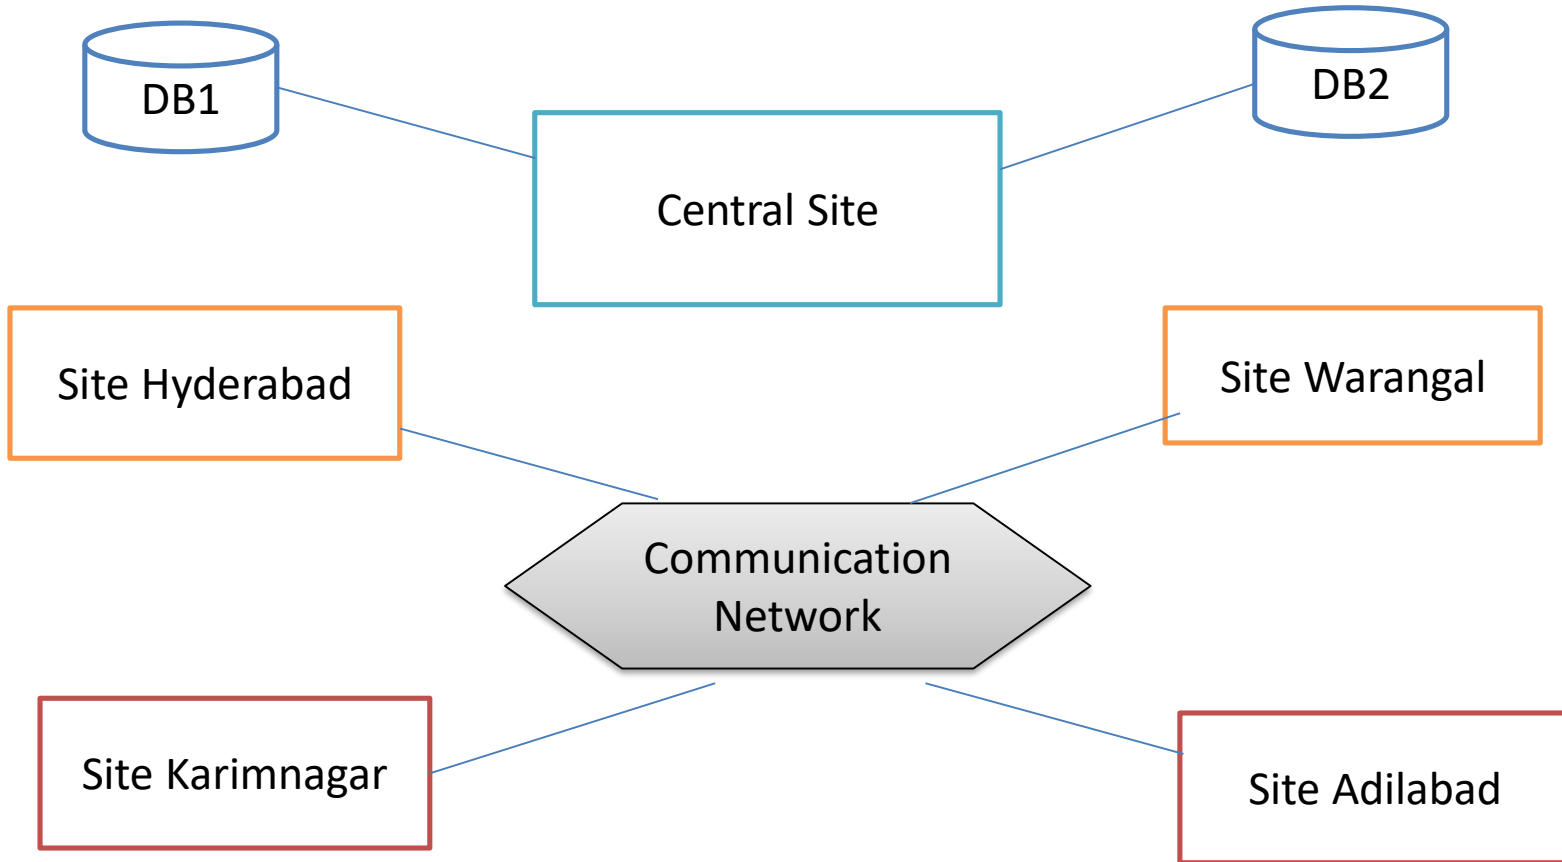 DB1
DB2
Central Site
Site Hyderabad
Site Warangal
Communication
Network
Site Karimnagar
Site Adilabad